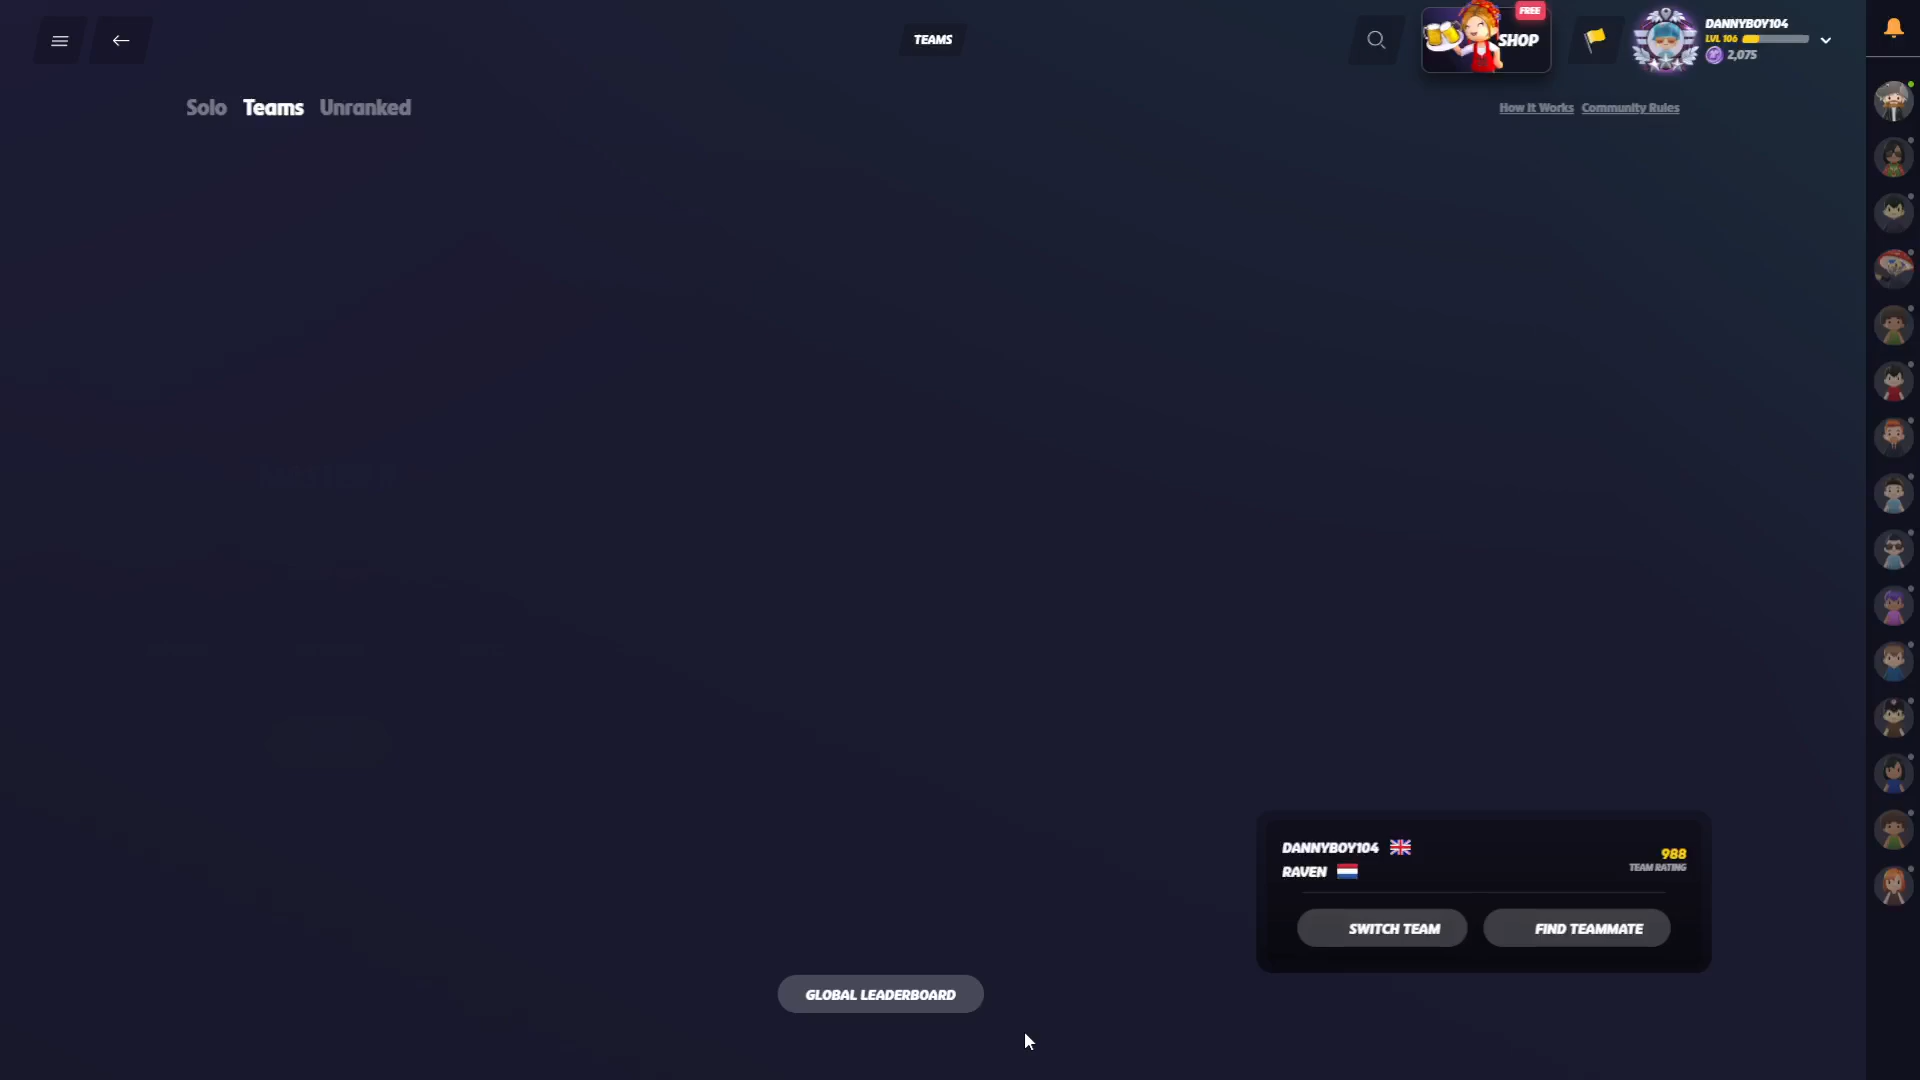 TEAMS
FREE
SHOP
DANNYBOY104
LVL 106
2,075
Solo Teams Unranked
How It Works Community Rules
DANNYBOY104
RAVEN
988
TEAM RATING
SWITCH TEAM
FIND TEAMMATE
GLOBAL LEADERBOARD